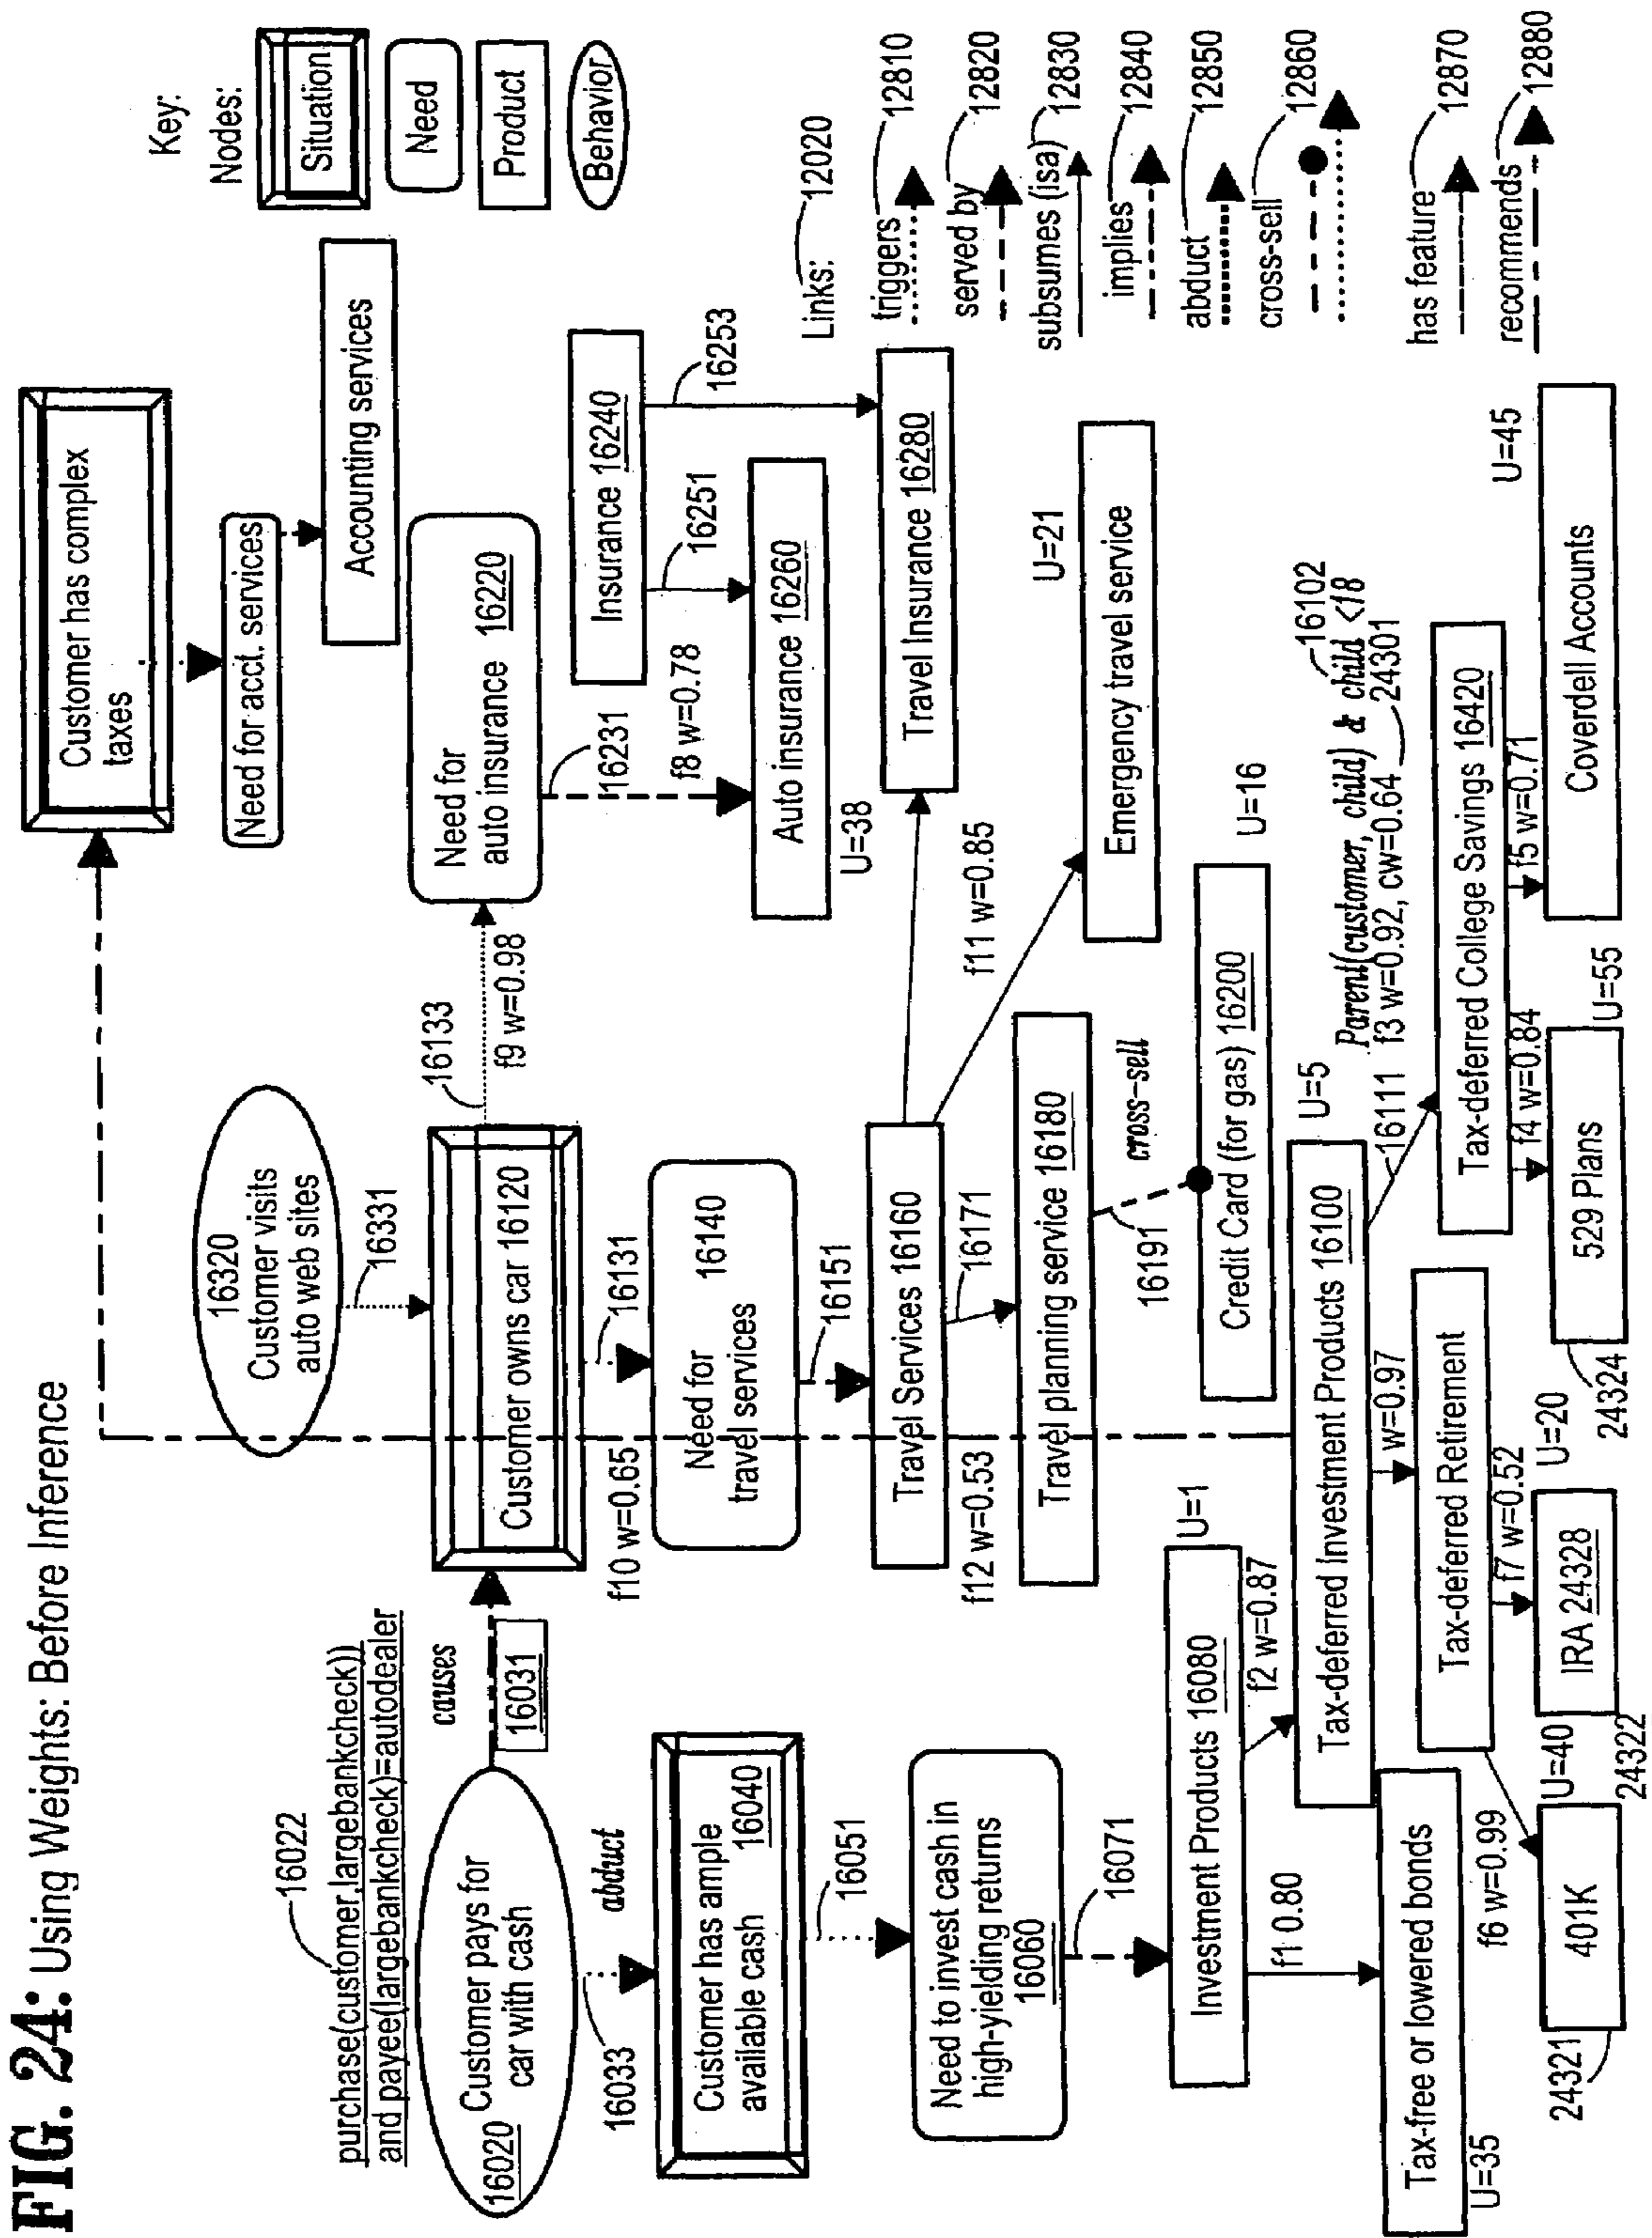 FIG. 24: Using Weights: Before Inference
purchase(customer,largebankcheck))
and payee(largebankcheck)=autodealer
16022
16020
Customer pays for
car with cash
causes
16031
16033
abduct
Customer has ample
available cash 16040
16051
Need to invest cash in
high-yielding returns
16060
16071
Investment Products 16080
U=1
f1 0.80
f2 w=0.87
Tax-free or lowered bonds
U=35
16320
Customer visits
auto web sites
16331
Customer owns car 16120
16133
f9 w=0.98
f10 w=0.65
16131
Need for
travel services
16140
16151
Travel Services 16160
f12 w=0.53
16171
Travel planning service 16180
16191
cross-sell
Credit Card (for gas) 16200
U=16
Tax-deferred Investment Products 16100
U=5
w=0.97
16111
Parent(customer, child) & child <18
16102
f3 w=0.92, cw=0.64
24301
Tax-deferred Retirement
f6 w=0.99
f7 w=0.52
401K
24321
U=40
24322
IRA 24328
U=20
Tax-deferred College Savings 16420
f4 w=0.84
f5 w=0.71
529 Plans
24324
U=55
Coverdell Accounts
U=45
Customer has complex
taxes
Need for acct. services
Accounting services
Need for
auto insurance 16220
16231
f8 w=0.78
Insurance 16240
16251
16253
Auto insurance 16260
U=38
Travel Insurance 16280
f11 w=0.85
Emergency travel service
U=21
Key:
Nodes:
Situation
Need
Product
Behavior
Links:
12020
triggers
12810
served by
12820
subsumes (isa)
12830
implies
12840
abduct
12850
cross-sell
12860
has feature
12870
recommends
12880